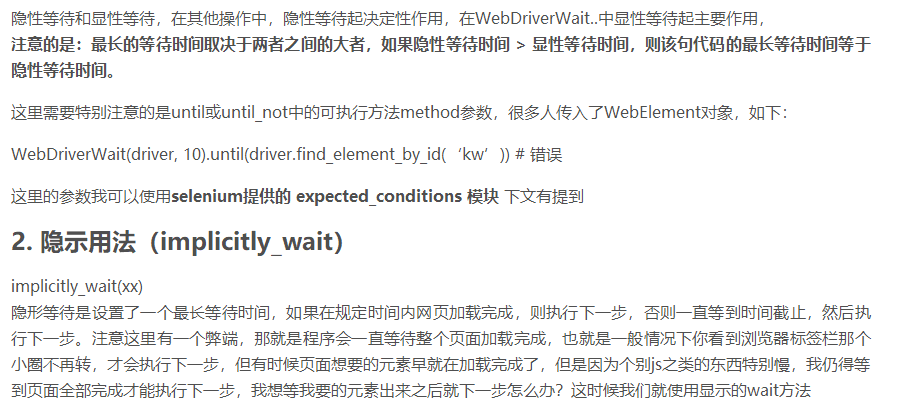 隐性等待和显性等待，在其他操作中，隐性等待起决定性作用，在WebDriverWait..中显性等待起主要作用，
注意的是：最长的等待时间取决于两者之间的大者，如果隐性等待时间 > 显性等待时间，则该句代码的最长等待时间等于
隐性等待时间。
这里需要特别注意的是until或until_not中的可执行方法method参数，很多人传入了WebElement对象，如下：
WebDriverWait(driver, 10).until(driver.find_element_by_id(‘kw’)) # 错误
这里的参数我可以使用selenium提供的 expected_conditions 模块 下文有提到
2. 隐示用法（implicitly_wait）
implicitly_wait(xx)
隐形等待是设置了一个最长等待时间，如果在规定时间内网页加载完成，则执行下一步，否则一直等到时间截止，然后执
行下一步。注意这里有一个弊端，那就是程序会一直等待整个页面加载完成，也就是一般情况下你看到浏览器标签栏那个
小圈不再转，才会执行下一步，但有时候页面想要的元素早就在加载完成了，但是因为个别js之类的东西特别慢，我仍得等
到页面全部完成才能执行下一步，我想等我要的元素出来之后就下一步怎么办？这时候我们就使用显示的wait方法